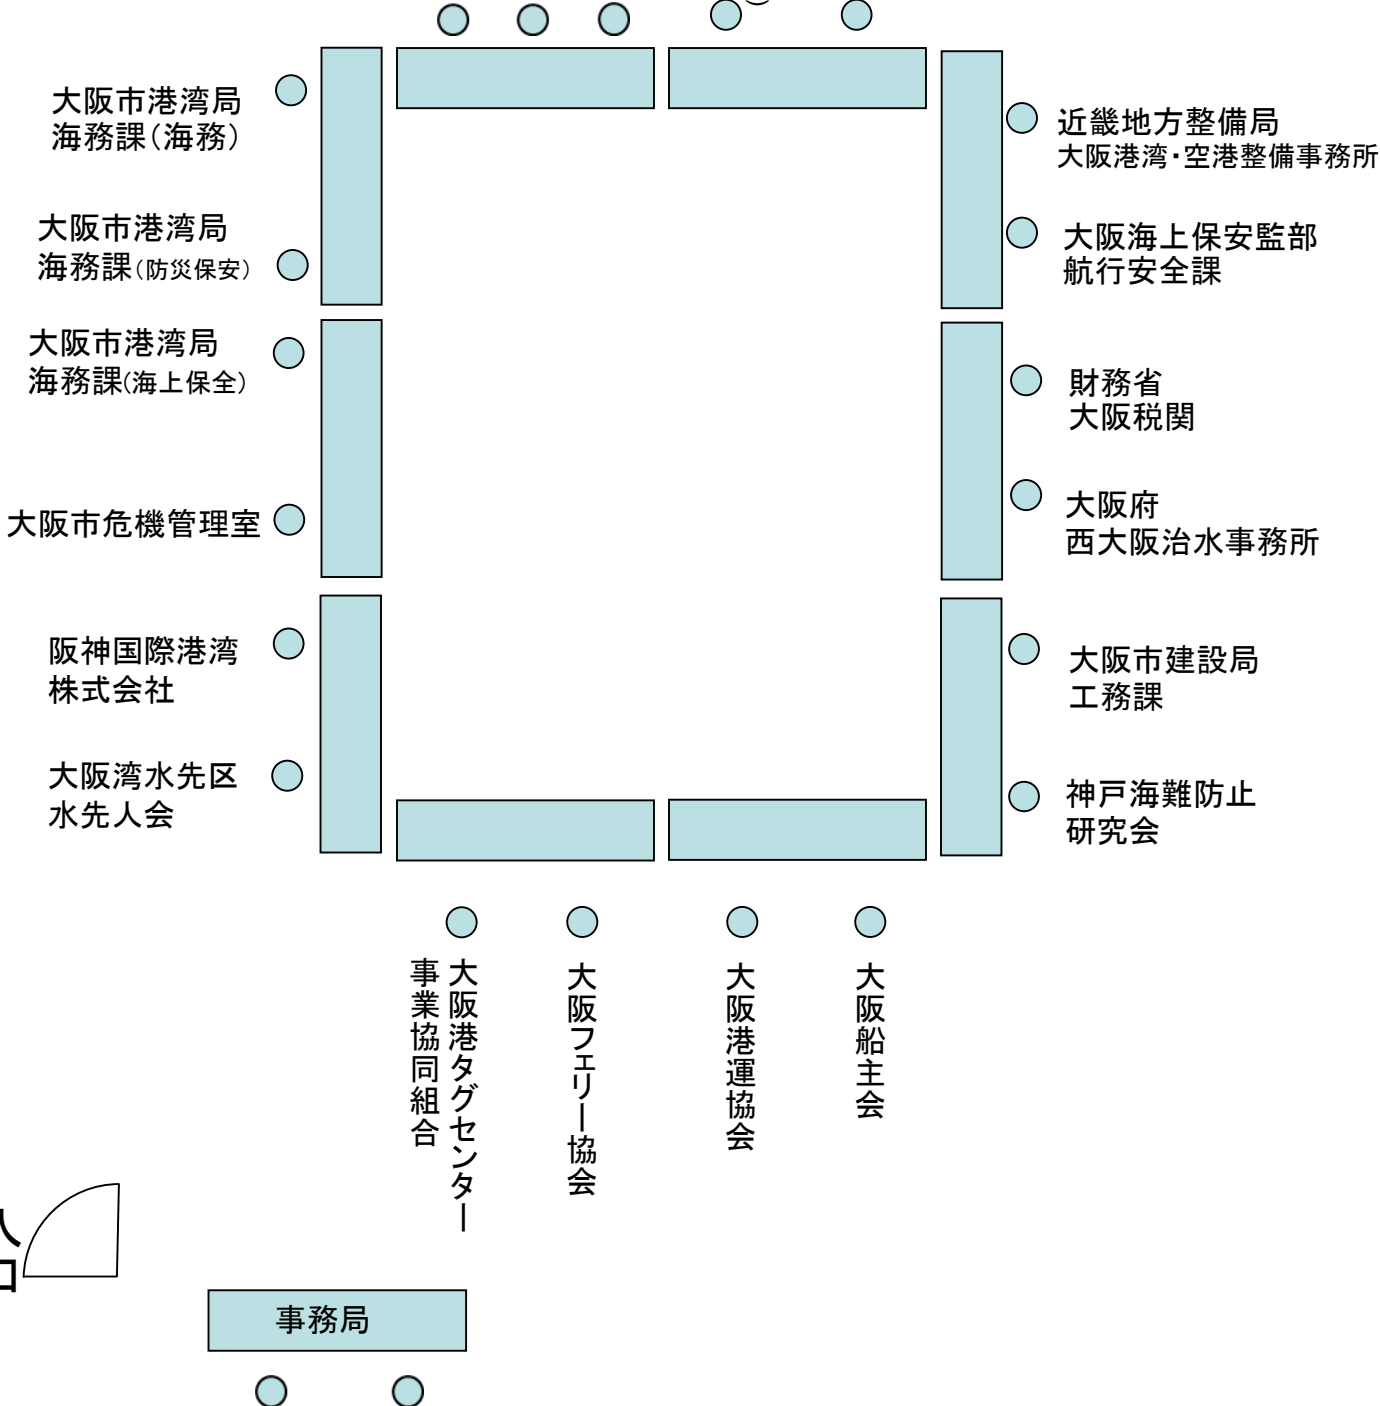 大阪市港湾局
海務課（海務）
大阪市港湾局
海務課（防災保安）
大阪市港湾局
海務課（海上保全）
大阪市危機管理室
阪神国際港湾
株式会社
大阪湾水先区
水先人会
近畿地方整備局
大阪港湾・空港整備事務所
大阪海上保安監部
航行安全課
財務省
大阪税関
大阪府
西大阪治水事務所
大阪市建設局
工務課
神戸海難防止
研究会
大阪港タグセンター
事業協同組合
大阪フェリー協会
大阪港運協会
大阪船主会
入口
事務局